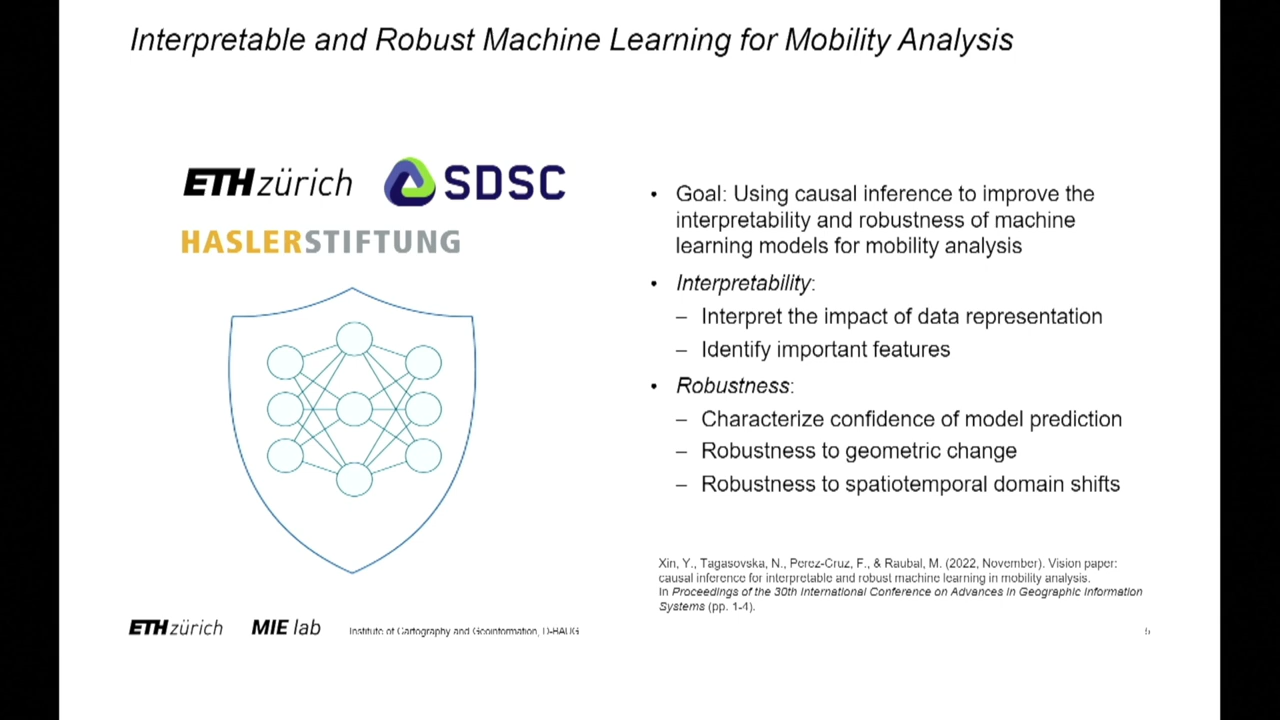 Interpretable and Robust Machine Learning for Mobility Analysis
ETH zürich SDSC
HASLERSTIFTUNG
• Goal: Using causal inference to improve the
interpretability and robustness of machine
learning models for mobility analysis
• Interpretability:
– Interpret the impact of data representation
– Identify important features
• Robustness:
– Characterize confidence of model prediction
– Robustness to geometric change
– Robustness to spatiotemporal domain shifts
Xin, Y., Tagasovska, N., Perez-Cruz, F., & Raubal, M. (2022, November). Vision paper:
causal inference for interpretable and robust machine learning in mobility analysis.
In Proceedings of the 30th International Conference on Advances in Geographic Information
Systems (pp. 1-4).
ETH zürich MIE lab Institute of Cartography and Geoinformation, D-BAUG